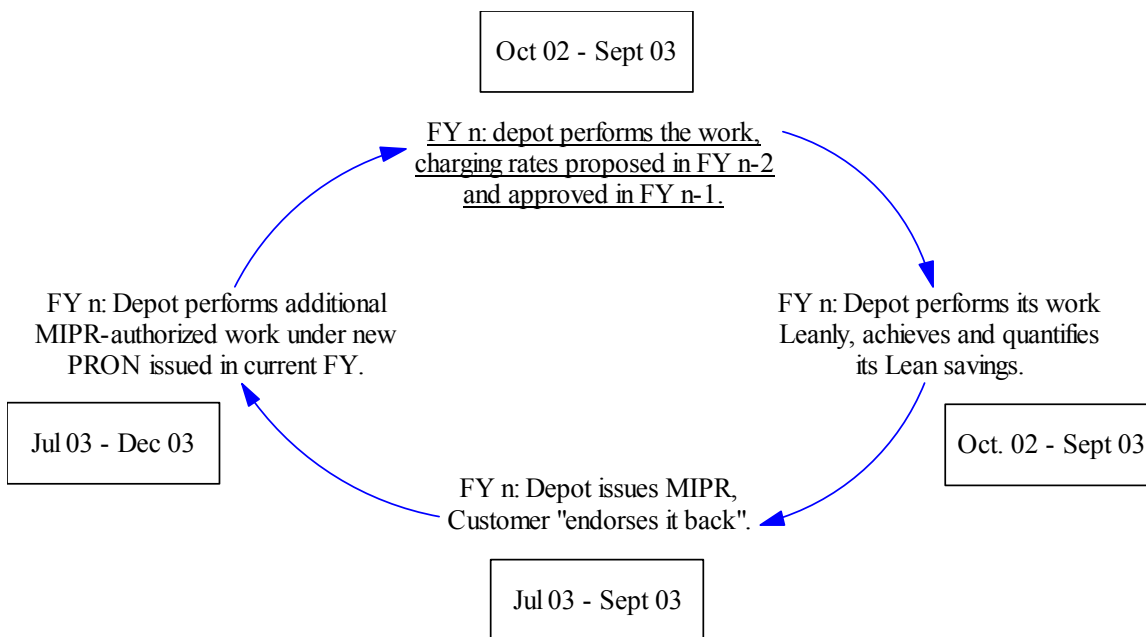 Oct 02 - Sept 03
FY n: depot performs the work,
charging rates proposed in FY n-2
and approved in FY n-1.
FY n: Depot performs its work
Leanly, achieves and quantifies
its Lean savings.
Oct. 02 - Sept 03
FY n: Depot issues MIPR,
Customer "endorses it back".
Jul 03 - Sept 03
FY n: Depot performs additional
MIPR-authorized work under new
PRON issued in current FY.
Jul 03 - Dec 03